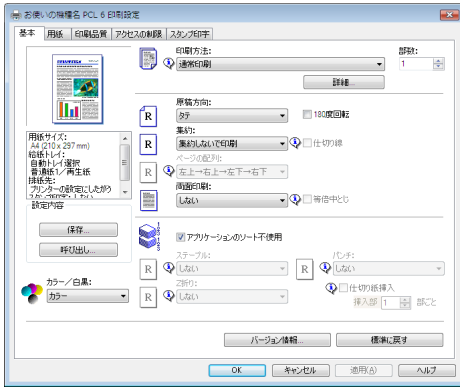 お使いの機種名 PCL 6 印刷設定
基本 用紙 印刷品質 アクセスの制限 スタンプ印字
印刷方法:
部数:
通常印刷
1
詳細...
原稿方向:
R タテ
180度回転
集約:
R 集約しないで印刷
仕切り線
ページの配列:
R 左上→右上→左下→右下
両面印刷:
しない
等倍中とじ
用紙サイズ:
A4 (210 x 297 mm)
給紙トレイ:
自動トレイ選択
普通紙1/再生紙
排紙先:
プリンターの設定にしたがう
設定内容
保存...
呼び出し...
カラー/白黒:
カラー
アプリケーションのソート不使用
ステープル:
パンチ:
R しない
R しない
Z折り:
R しない
仕切り紙挿入
挿入部 1 部ごと
バージョン情報...
標準に戻す
OK キャンセル 適用(A) ヘルプ